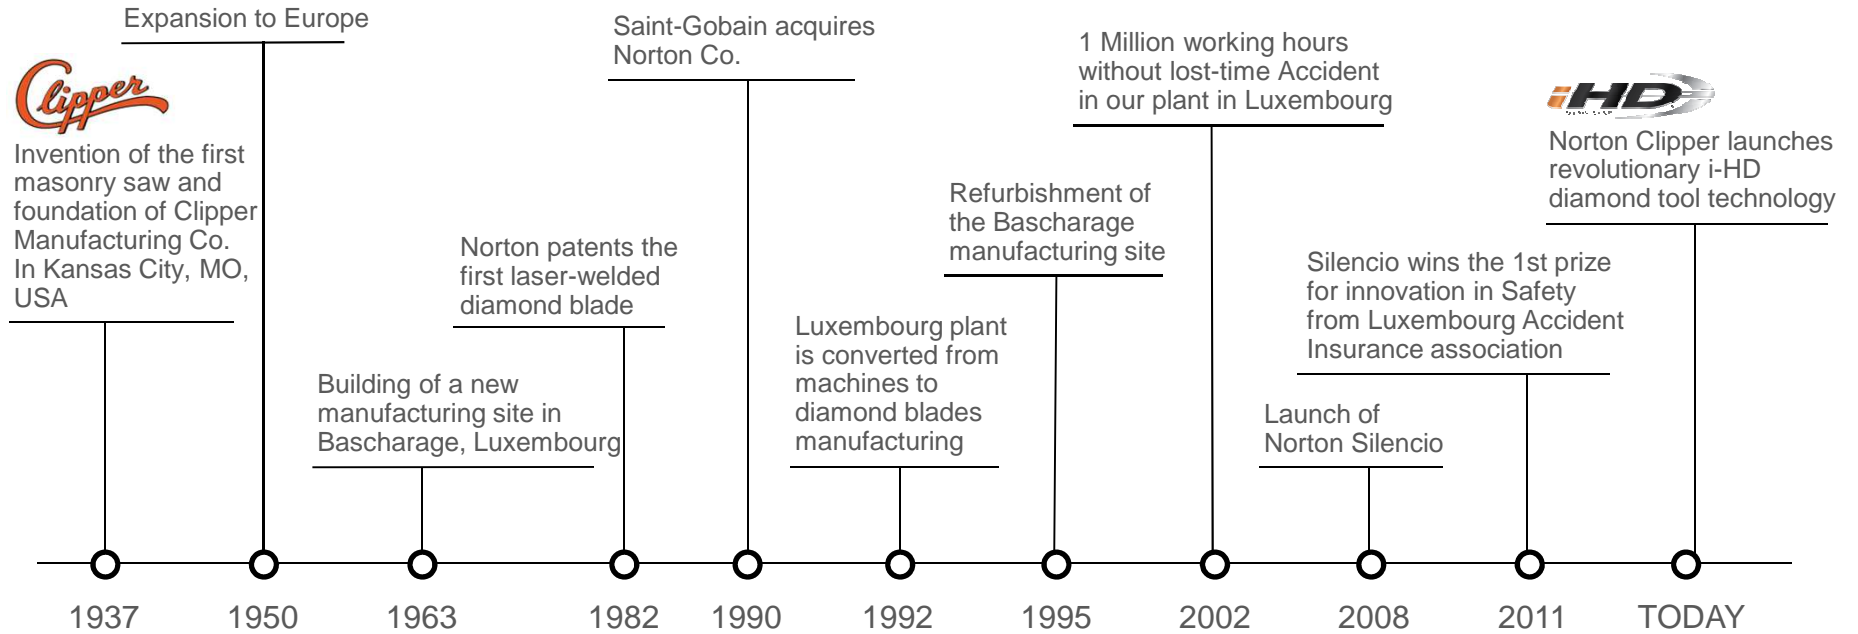 Expansion to Europe
Clipper
Invention of the first
masonry saw and
foundation of Clipper
Manufacturing Co.
In Kansas City, MO,
USA
Building of a new
manufacturing site in
Bascharage, Luxembourg
Norton patents the
first laser-welded
diamond blade
Saint-Gobain acquires
Norton Co.
Luxembourg plant
is converted from
machines to
diamond blades
manufacturing
Refurbishment of
the Bascharage
manufacturing site
1 Million working hours
without lost-time Accident
in our plant in Luxembourg
Launch of
Norton Silencio
Silencio wins the 1st prize
for innovation in Safety
from Luxembourg Accident
Insurance association
iHD
Norton Clipper launches
revolutionary i-HD
diamond tool technology
1937
1950
1963
1982
1990
1992
1995
2002
2008
2011
TODAY